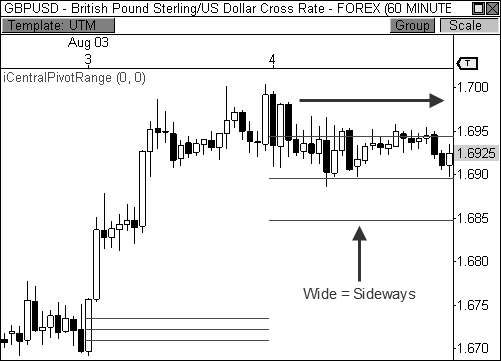 GBPUSD - British Pound Sterling/US Dollar Cross Rate - FOREX (60 MINUTE
Template: UTM Group Scale
Aug 03
3 4
T
iCentralPivotRange (0, 0)
1.700
1.695
1.6925
1.690
1.685
1.680
1.675
1.670
Wide = Sideways